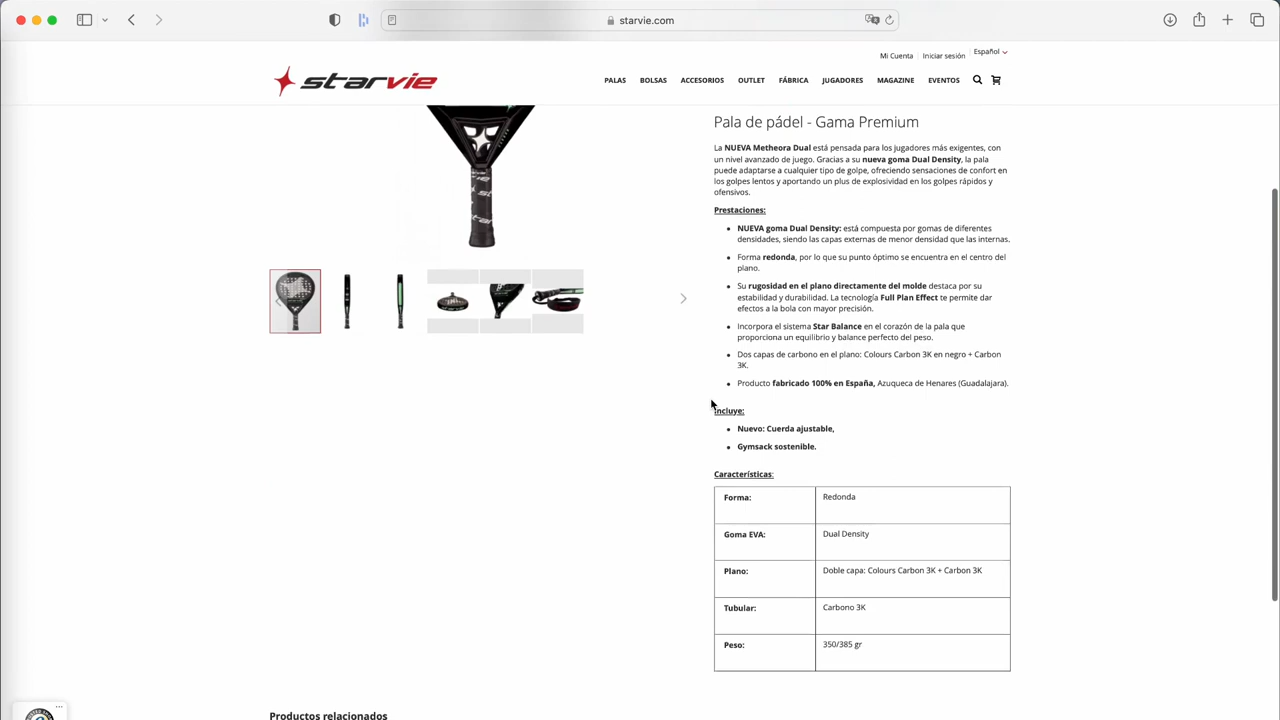 starvie.com
Mi Cuenta
Iniciar sesión
Español
starvie
PALAS
BOLSAS
ACCESORIOS
OUTLET
FÁBRICA
JUGADORES
MAGAZINE
EVENTOS
Pala de pádel - Gama Premium
La NUEVA Metheora Dual está pensada para los jugadores más exigentes, con
un nivel avanzado de juego. Gracias a su nueva goma Dual Density, la pala
puede adaptarse a cualquier tipo de golpe, ofreciendo sensaciones de confort en
los golpes lentos y aportando un plus de explosividad en los golpes rápidos y
ofensivos.
Prestaciones:
• NUEVA goma Dual Density: está compuesta por gomas de diferentes
densidades, siendo las capas externas de menor densidad que las internas.
• Forma redonda, por lo que su punto óptimo se encuentra en el centro del
plano.
• Su rugosidad en el plano directamente del molde destaca por su
estabilidad y durabilidad. La tecnología Full Plan Effect te permite dar
efectos a la bola con mayor precisión.
• Incorpora el sistema Star Balance en el corazón de la pala que
proporciona un equilibrio y balance perfecto del peso.
• Dos capas de carbono en el plano: Colours Carbon 3K en negro + Carbon
3K.
• Producto fabricado 100% en España, Azuqueca de Henares (Guadalajara).
Incluye:
• Nuevo: Cuerda ajustable,
• Gymsack sostenible.
Características:
Forma: Redonda
Goma EVA: Dual Density
Plano: Doble capa: Colours Carbon 3K + Carbon 3K
Tubular: Carbono 3K
Peso: 350/385 gr
Productos relacionados